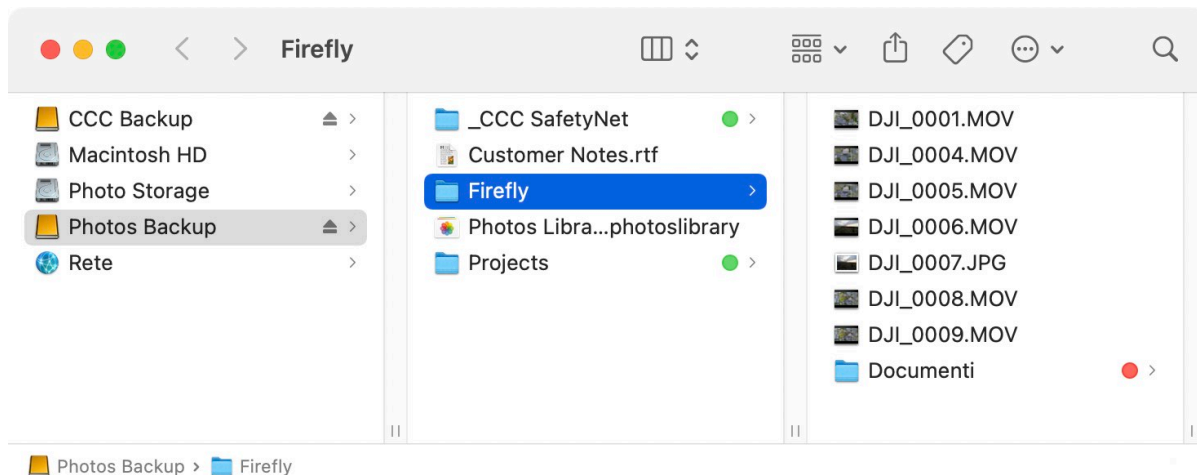 Firefly
CCC Backup
Macintosh HD
Photo Storage
Photos Backup
Rete
_CCC SafetyNet
Customer Notes.rtf
Firefly
Photos Libra...photoslibrary
Projects
DJI_0001.MOV
DJI_0004.MOV
DJI_0005.MOV
DJI_0006.MOV
DJI_0007.JPG
DJI_0008.MOV
DJI_0009.MOV
Documenti
Photos Backup › Firefly